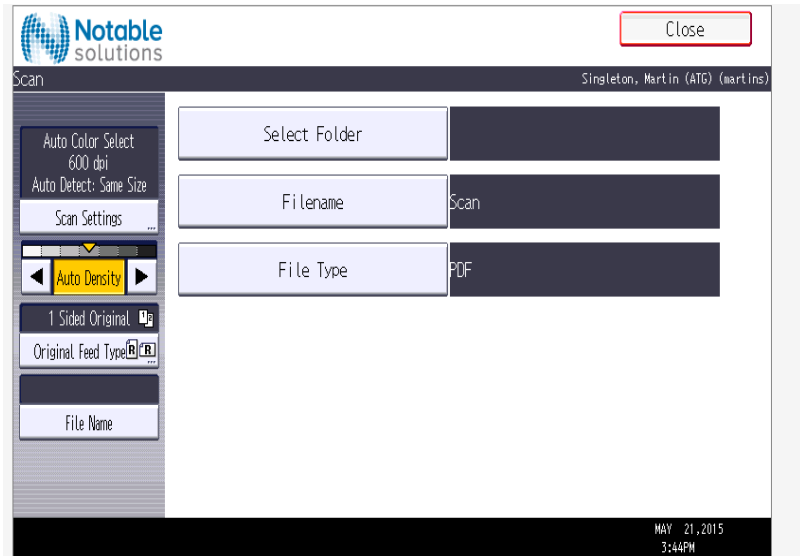 Notable
solutions
Close
Scan
Singleton, Martin (ATG) (martins)
Auto Color Select
600 dpi
Auto Detect: Same Size
Scan Settings
...
Auto Density
1 Sided Original
Original Feed Type R R
...
File Name
Select Folder
Filename
Scan
File Type
PDF
MAY 21,2015
3:44PM